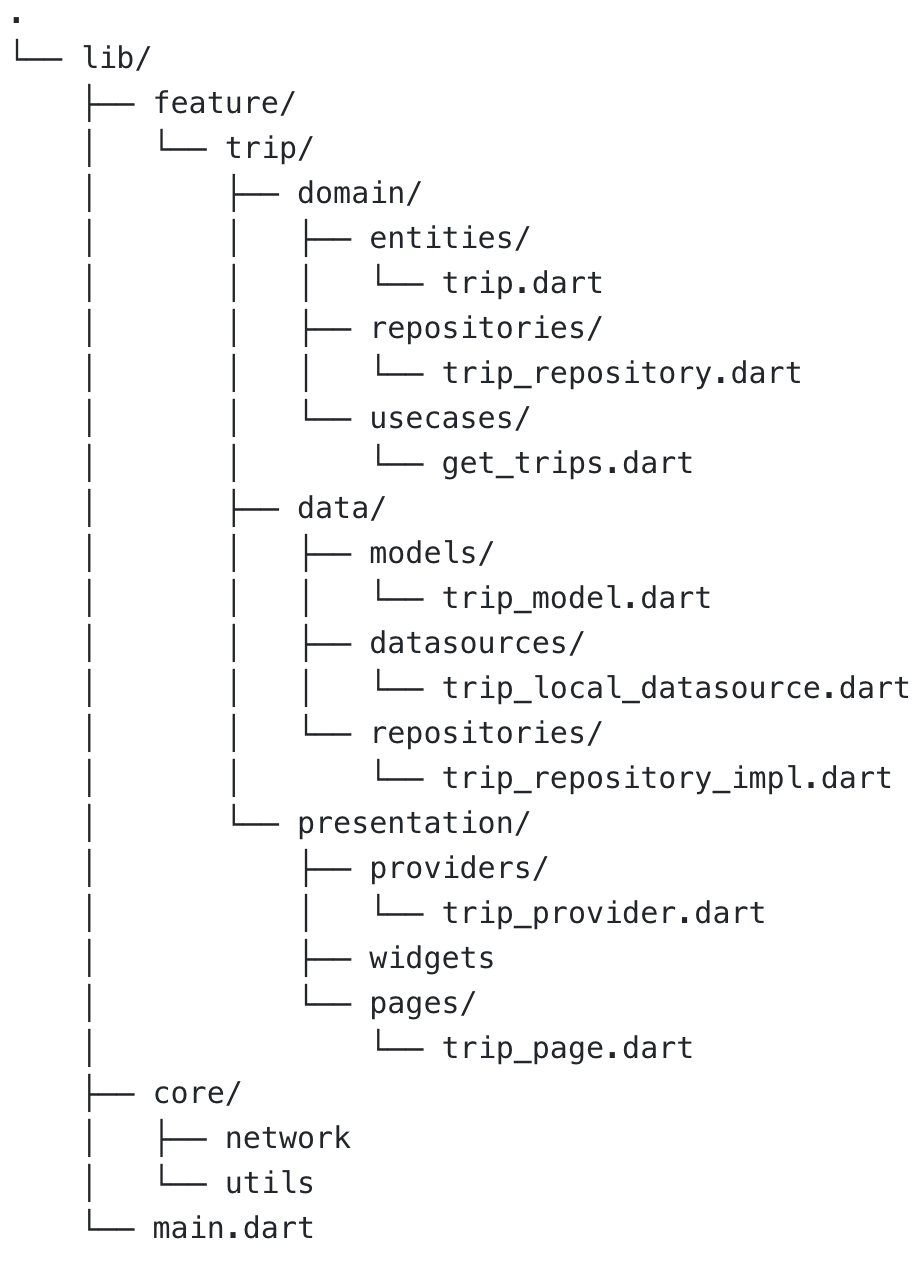 .
└── lib/
    ├── feature/
    │   └── trip/
    │       ├── domain/
    │       │   ├── entities/
    │       │   │   └── trip.dart
    │       │   ├── repositories/
    │       │   │   └── trip_repository.dart
    │       │   └── usecases/
    │       │       └── get_trips.dart
    │       ├── data/
    │       │   ├── models/
    │       │   │   └── trip_model.dart
    │       │   ├── datasources/
    │       │   │   └── trip_local_datasource.dart
    │       │   └── repositories/
    │       │       └── trip_repository_impl.dart
    │       └── presentation/
    │           ├── providers/
    │           │   └── trip_provider.dart
    │           ├── widgets
    │           └── pages/
    │               └── trip_page.dart
    ├── core/
    │   ├── network
    │   └── utils
    └── main.dart